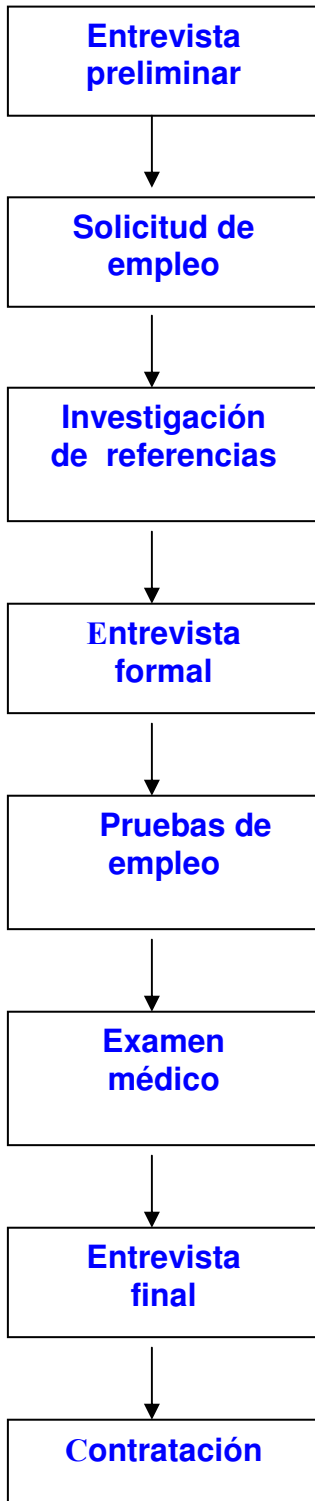 Entrevista
preliminar
Solicitud de
empleo
Investigación
de referencias
Entrevista
formal
Pruebas de
empleo
Examen
médico
Entrevista
final
Contratación